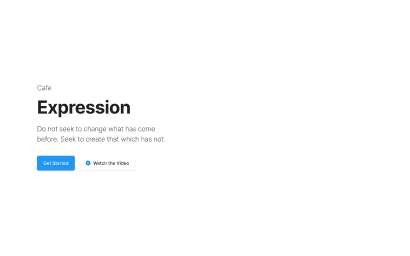 Cafe
Expression
Do not seek to change what has come
before. Seek to create that which has not.
Get Started
Watch the Video